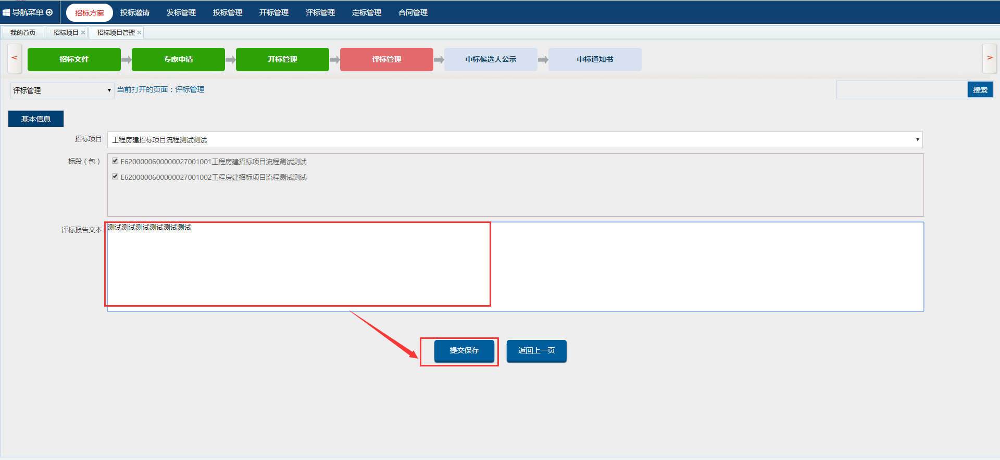 导航菜单 招标方案 投标邀请 发标管理 投标管理 开标管理 评标管理 定标管理 合同管理
我的首页 招标项目 × 招标项目管理 ×
< 招标文件 专家申请 开标管理 评标管理 中标候选人公示 中标通知书 >
评标管理 当前打开的页面：评标管理 搜索
基本信息
招标项目 工程房建招标项目流程测试测试
标段（包） E6200000600000027001001工程房建招标项目流程测试测试
E6200000600000027001002工程房建招标项目流程测试测试
评标报告文本 测试测试测试测试测试测试
提交保存 返回上一页